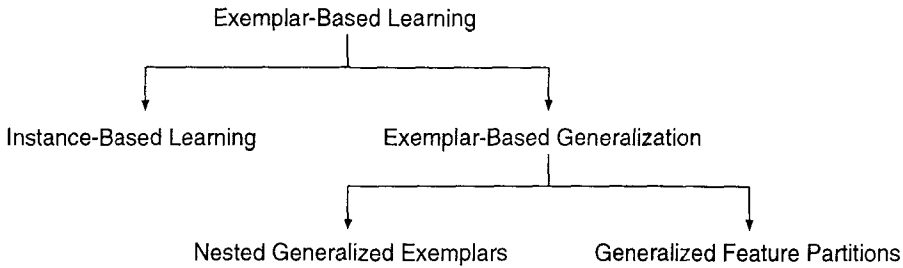 Exemplar-Based Learning
Instance-Based Learning
Exemplar-Based Generalization
Nested Generalized Exemplars
Generalized Feature Partitions